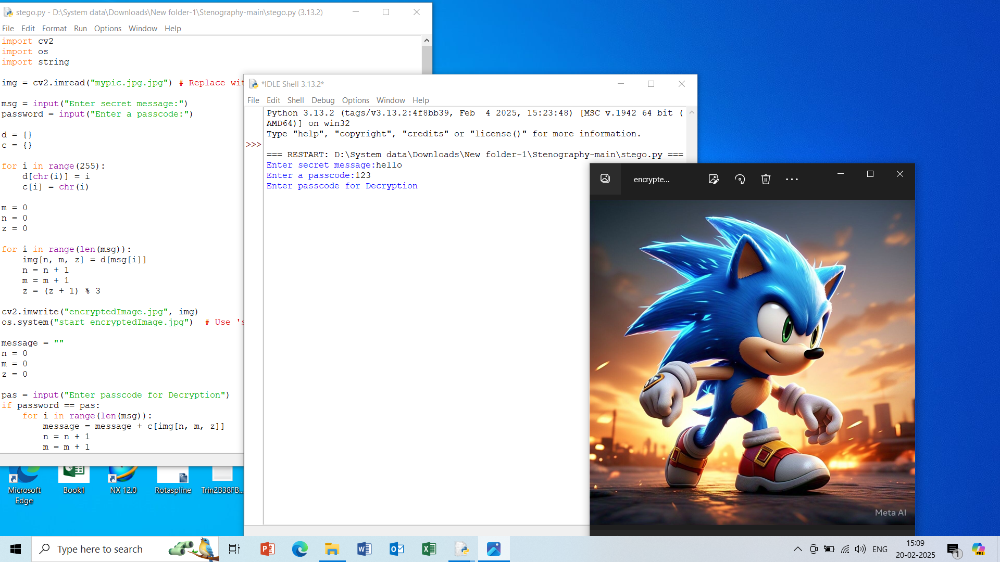 stego.py - D:\System data\Downloads\New folder-1\Stenography-main\stego.py (3.13.2)
File Edit Format Run Options Window Help
import cv2
import os
import string
img = cv2.imread("mypic.jpg.jpg") # Replace wit
msg = input("Enter secret message:")
password = input("Enter a passcode:")
d = {}
c = {}
for i in range(255):
    d[chr(i)] = i
    c[i] = chr(i)
m = 0
n = 0
z = 0
for i in range(len(msg)):
    img[n, m, z] = d[msg[i]]
    n = n + 1
    m = m + 1
    z = (z + 1) % 3
cv2.imwrite("encryptedImage.jpg", img)
os.system("start encryptedImage.jpg")  # Use 's
message = ""
n = 0
m = 0
z = 0
pas = input("Enter passcode for Decryption")
if password == pas:
    for i in range(len(msg)):
        message = message + c[img[n, m, z]]
        n = n + 1
        m = m + 1
*IDLE Shell 3.13.2*
File Edit Shell Debug Options Window Help
Python 3.13.2 (tags/v3.13.2:4f8bb39, Feb  4 2025, 15:23:48) [MSC v.1942 64 bit (
AMD64)] on win32
Type "help", "copyright", "credits" or "license()" for more information.
>>>
=== RESTART: D:\System data\Downloads\New folder-1\Stenography-main\stego.py ===
Enter secret message:hello
Enter a passcode:123
Enter passcode for Decryption
encrypte...
Meta AI
Microsoft
Edge
Book1
NX 12.0
Rotaspline
Trin2B38FB...
Type here to search
ENG
15:09
20-02-2025
1
PRE